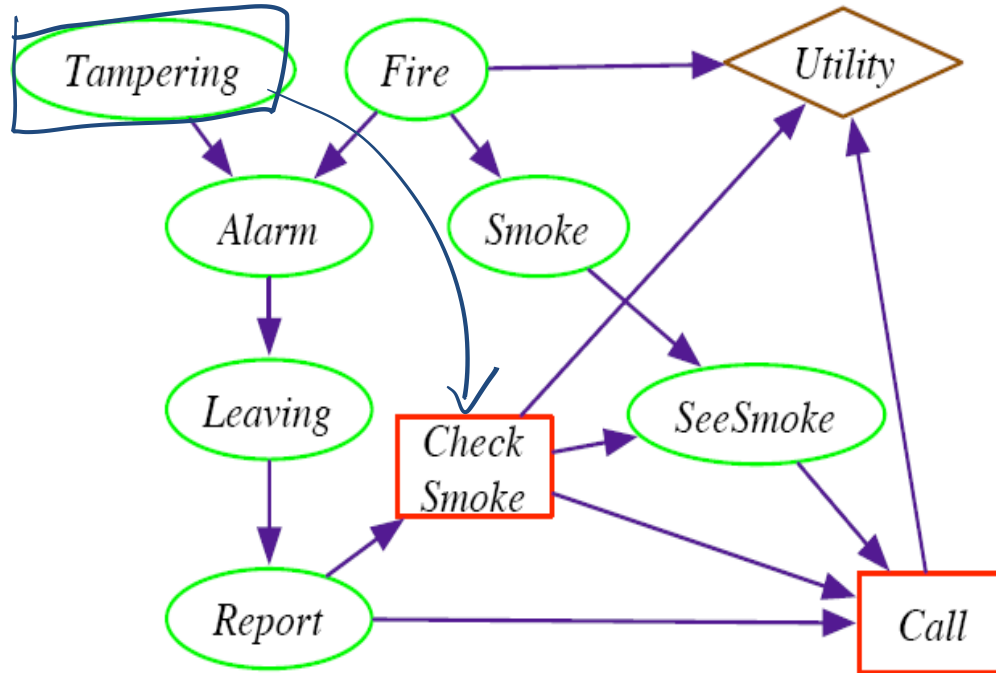 Tampering
Fire
Utility
Alarm
Smoke
Leaving
Check
Smoke
SeeSmoke
Report
Call